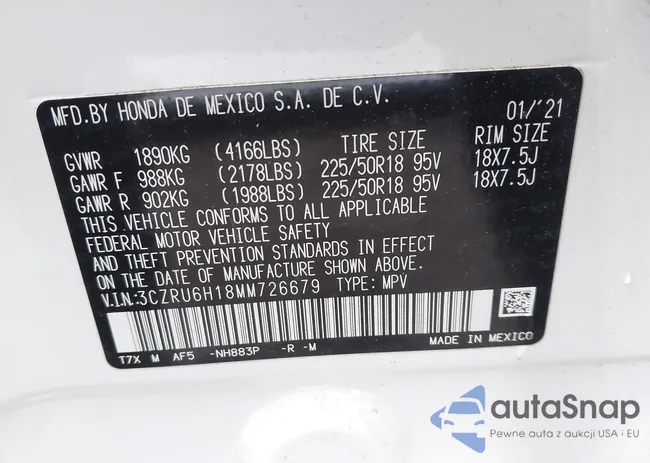 MFD.BY HONDA DE MEXICO S.A. DE C.V. 01/'21
GVWR 1890KG (4166LBS) TIRE SIZE RIM SIZE
GAWR F 988KG (2178LBS) 225/50R18 95V 18X7.5J
GAWR R 902KG (1988LBS) 225/50R18 95V 18X7.5J
THIS VEHICLE CONFORMS TO ALL APPLICABLE
FEDERAL MOTOR VEHICLE SAFETY
AND THEFT PREVENTION STANDARDS IN EFFECT
ON THE DATE OF MANUFACTURE SHOWN ABOVE.
V.I.N:3CZRU6H18MM726679 TYPE: MPV
T7X M AF5 -NH883P -R -M MADE IN MEXICO
autaSnap
Pewne auta z aukcji USA i EU